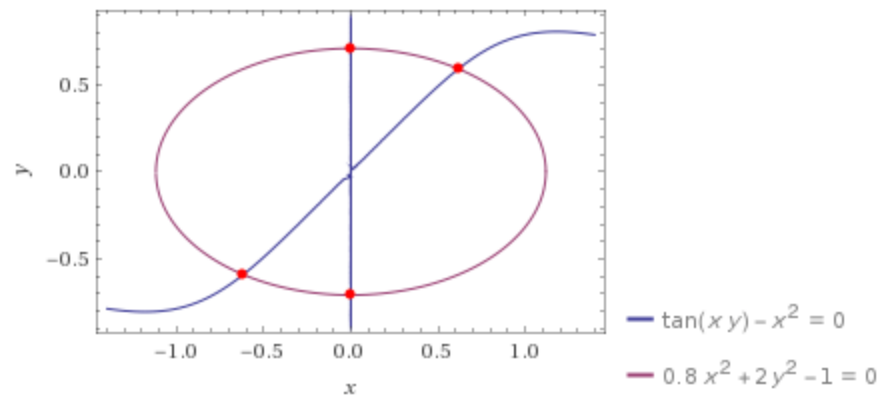 0.5
0.0
−0.5
y
−1.0 −0.5 0.0 0.5 1.0
x
tan(x y) − x² = 0
0.8 x² + 2 y² − 1 = 0